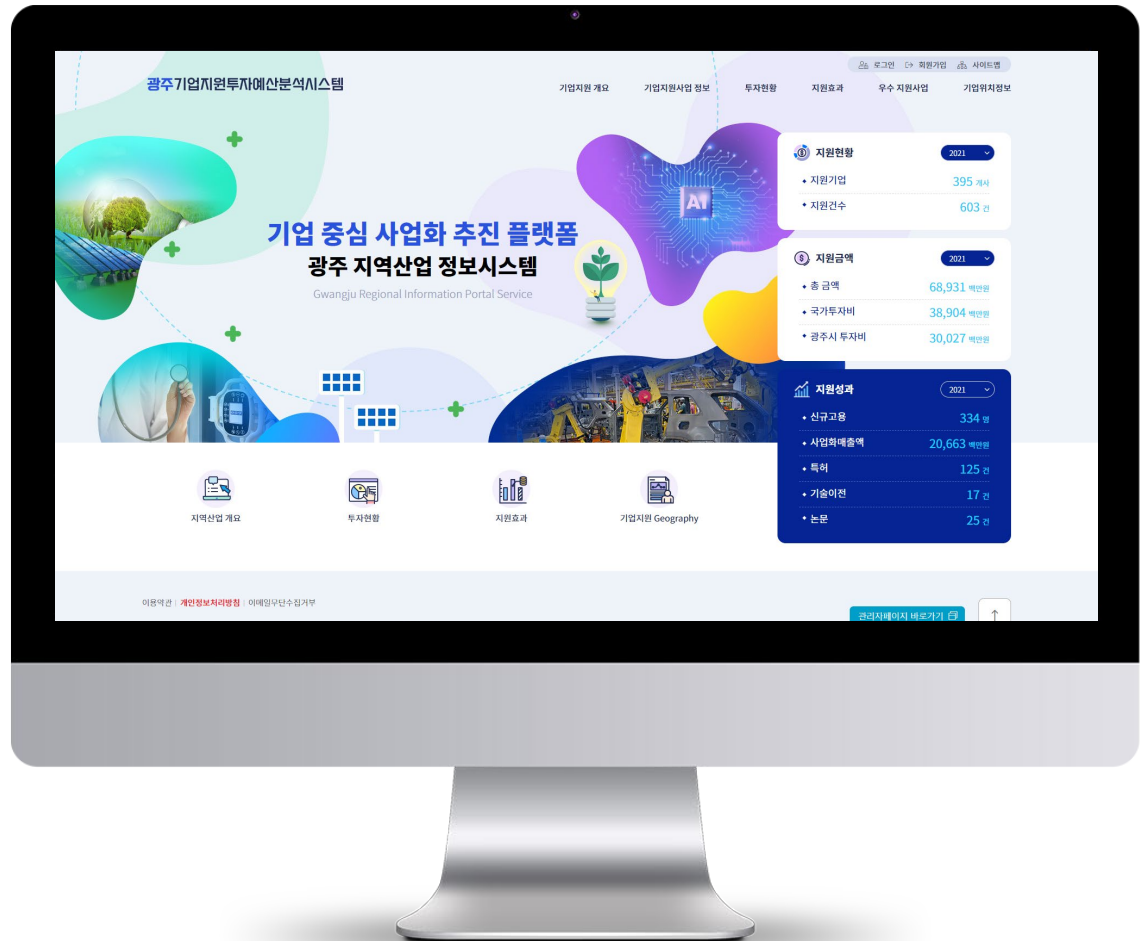 로그인 회원가입 사이트맵
광주기업지원투자예산분석시스템
기업지원 개요 기업지원사업 정보 투자현황 지원효과 우수 지원사업 기업위치정보
기업 중심 사업화 추진 플랫폼
광주 지역산업 정보시스템
Gwangju Regional Information Portal Service
AI
지원현황 2021
지원기업 395 개사
지원건수 603 건
지원금액 2021
총 금액 68,931 백만원
국가투자비 38,904 백만원
광주시 투자비 30,027 백만원
지원성과 2021
신규고용 334 명
사업화매출액 20,663 백만원
특허 125 건
기술이전 17 건
논문 25 건
지역산업 개요 투자현황 지원효과 기업지원 Geography
이용약관 | 개인정보처리방침 | 이메일무단수집거부
관리자페이지 바로가기